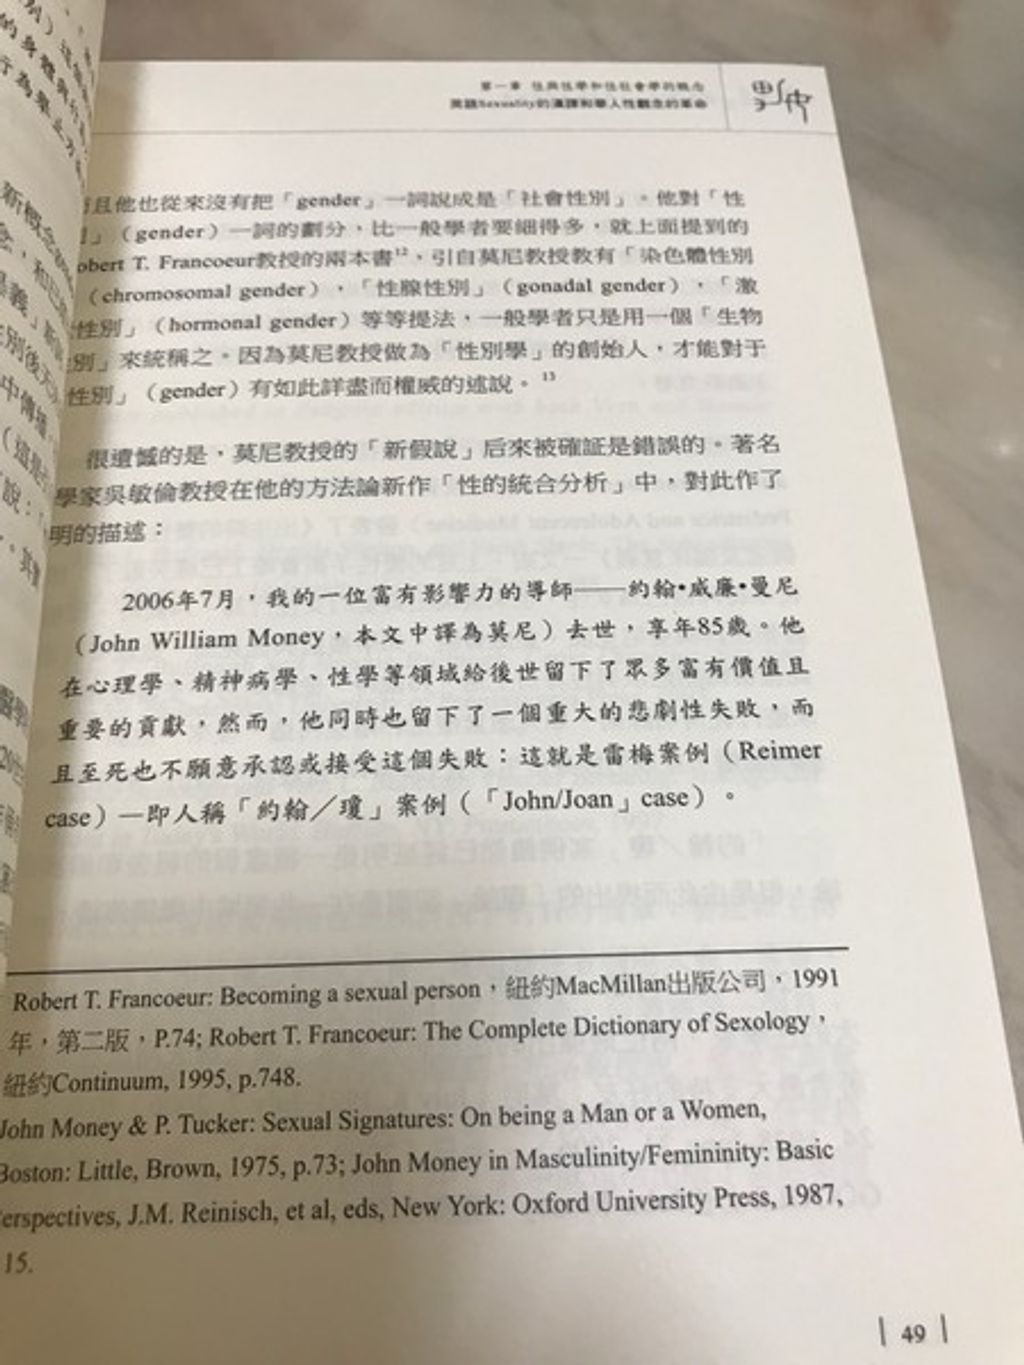 第一章 性與性學和性社會學的概念
英語Sexuality的漢譯和華人性觀念的革命
且他也從來沒有把「gender」一詞說成是「社會性別」。他對「性
」（gender）一詞的劃分，比一般學者要細得多，就上面提到的
obert T. Francoeur教授的兩本書12，引自莫尼教授教有「染色體性別
（chromosomal gender），「性腺性別」（gonadal gender），「激
性別」（hormonal gender）等等提法，一般學者只是用一個「生物
別」來統稱之。因為莫尼教授做為「性別學」的創始人，才能對于
性別」（gender）有如此詳盡而權威的述說。13
很遺憾的是，莫尼教授的「新假說」后來被確証是錯誤的。著名
學家吳敏倫教授在他的方法論新作「性的統合分析」中，對此作了
明的描述：
2006年7月，我的一位富有影響力的導師——約翰•威廉•曼尼
（John William Money，本文中譯為莫尼）去世，享年85歲。他
在心理學、精神病學、性學等領域給後世留下了眾多富有價值且
重要的貢獻，然而，他同時也留下了一個重大的悲劇性失敗，而
且至死也不願意承認或接受這個失敗：這就是雷梅案例（Reimer
case）—即人稱「約翰／瓊」案例（「John/Joan」case）。
Robert T. Francoeur: Becoming a sexual person，紐約MacMillan出版公司，1991
年，第二版，P.74; Robert T. Francoeur: The Complete Dictionary of Sexology，
紐約Continuum, 1995, p.748.
John Money & P. Tucker: Sexual Signatures: On being a Man or a Women,
Boston: Little, Brown, 1975, p.73; John Money in Masculinity/Femininity: Basic
erspectives, J.M. Reinisch, et al, eds, New York: Oxford University Press, 1987,
15.
49